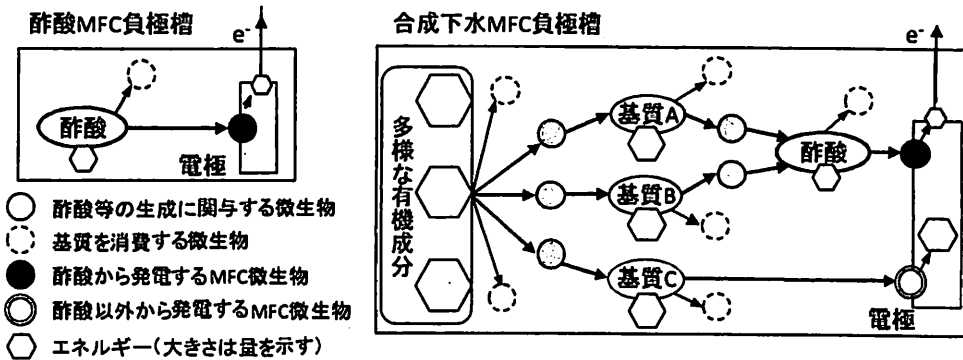 酢酸MFC負極槽
e⁻
酢酸
電極
酢酸等の生成に関与する微生物
基質を消費する微生物
酢酸から発電するMFC微生物
酢酸以外から発電するMFC微生物
エネルギー(大きさは量を示す)
合成下水MFC負極槽
e⁻
多様な有機成分
基質A
基質B
基質C
酢酸
電極